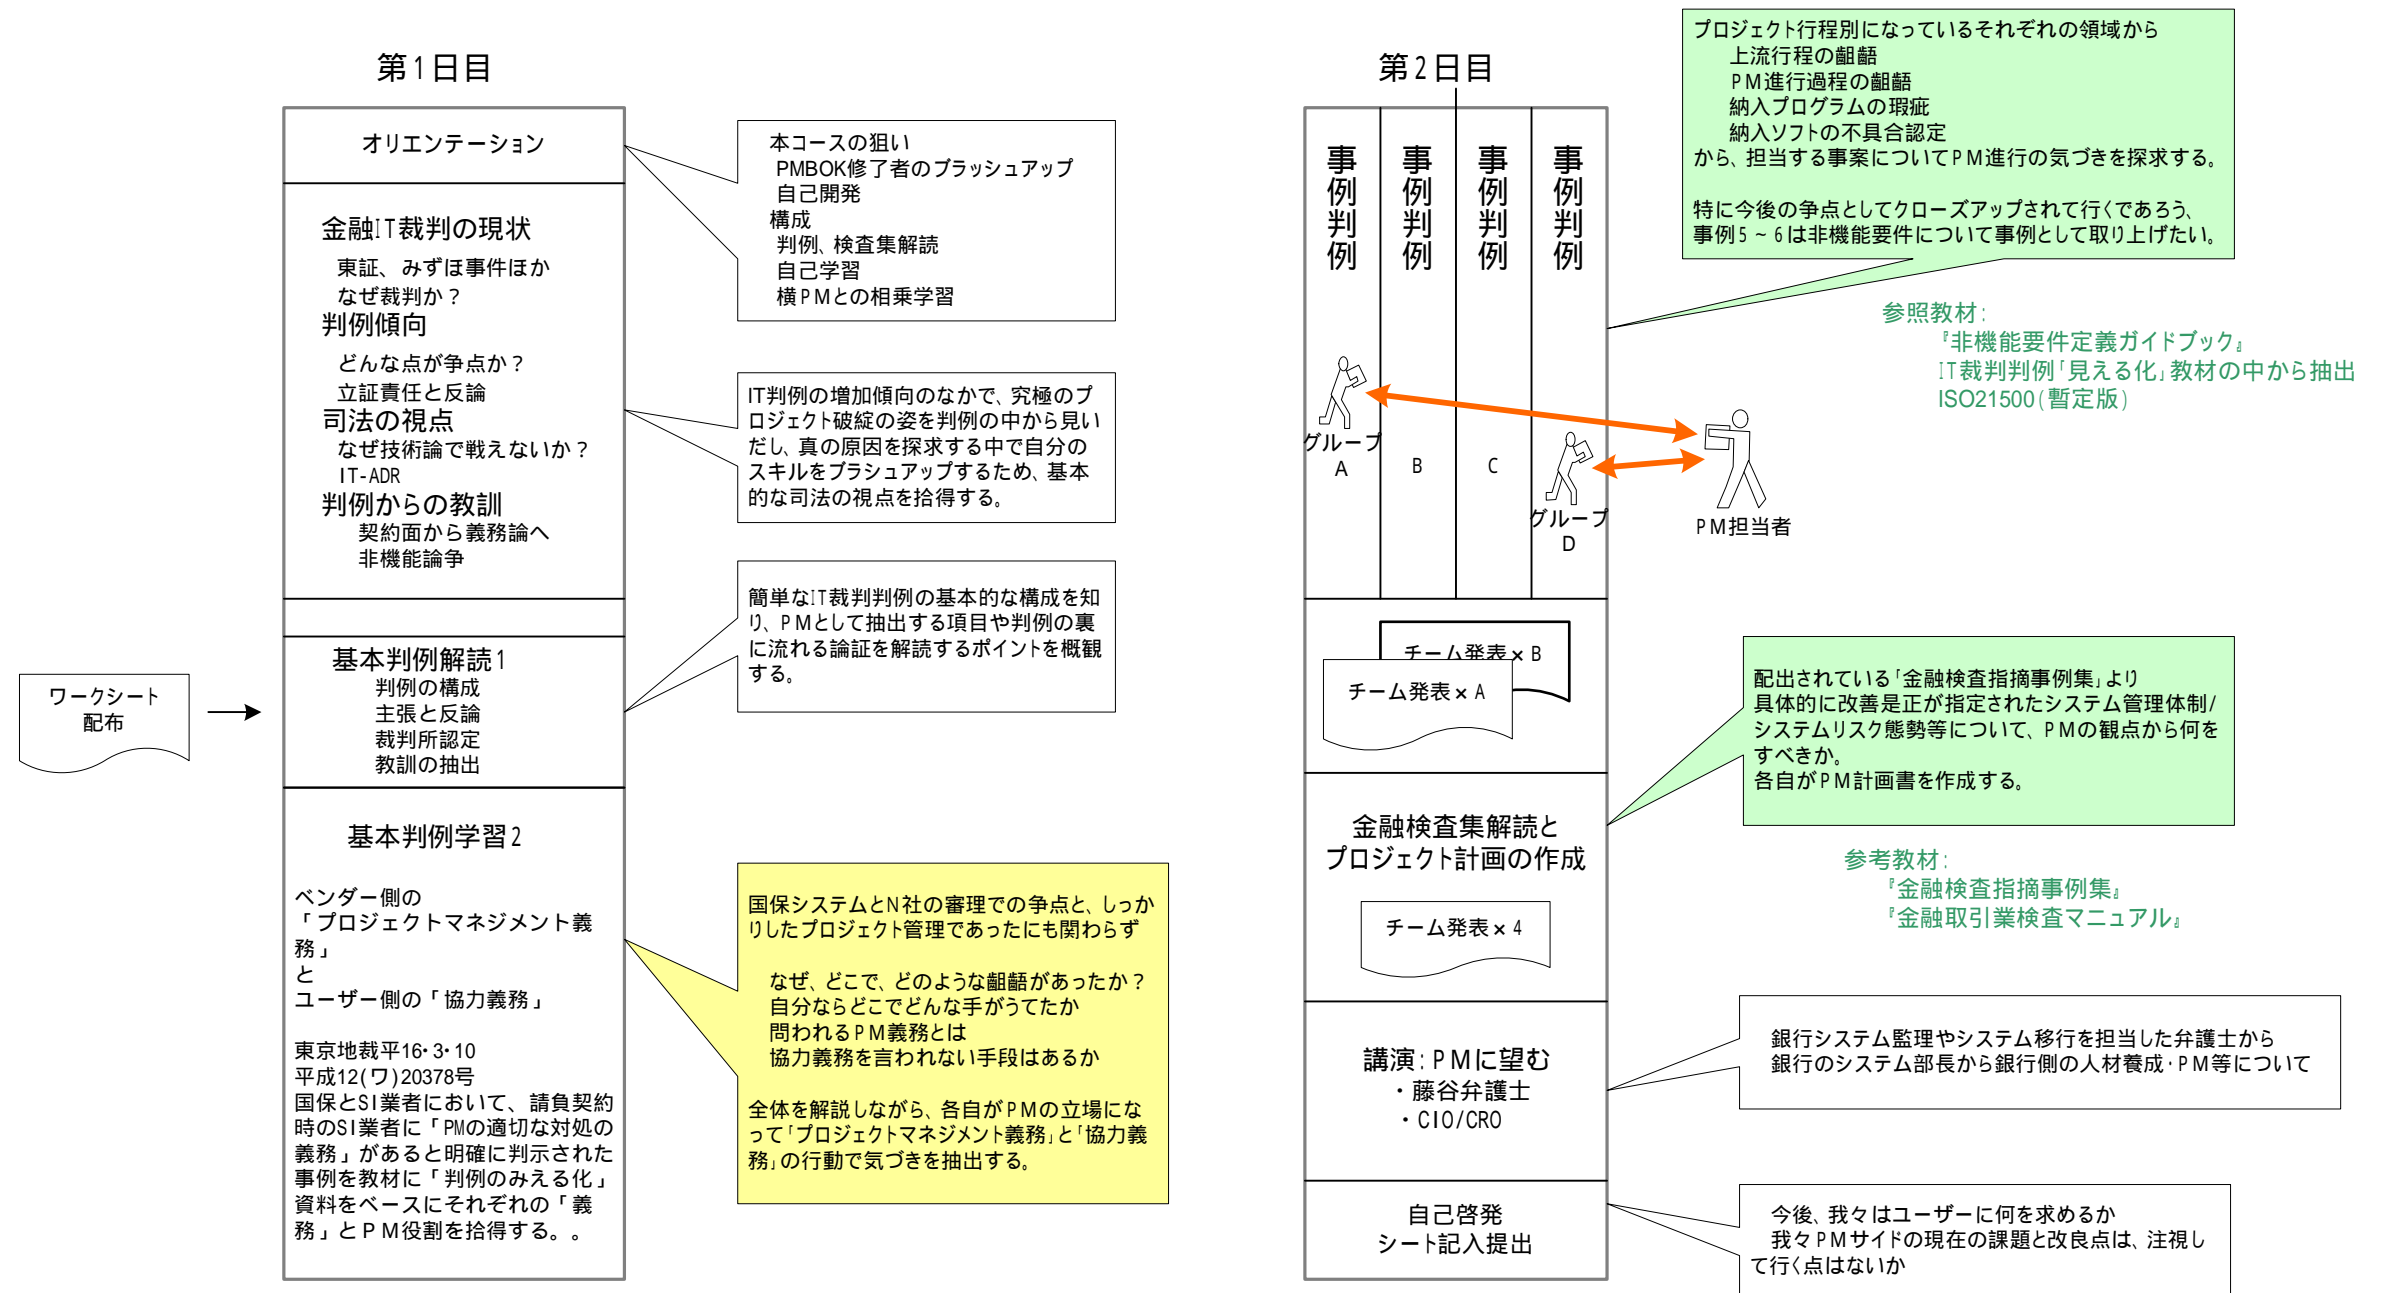 第1日目
オリエンテーション
金融IT裁判の現状
東証、みずほ事件ほか
なぜ裁判か？
判例傾向
どんな点が争点か？
立証責任と反論
司法の視点
なぜ技術論で戦えないか？
IT-ADR
判例からの教訓
契約面から義務論へ
非機能論争
基本判例解読1
判例の構成
主張と反論
裁判所認定
教訓の抽出
ワークシート
配布
基本判例学習2
ベンダー側の
「プロジェクトマネジメント義
務」
と
ユーザー側の「協力義務」
東京地裁平16・3・10
平成12(ワ)20378号
国保とSI業者において、請負契約
時のSI業者に「PMの適切な対処の
義務」があると明確に判示された
事例を教材に「判例のみえる化」
資料をベースにそれぞれの「義
務」とＰＭ役割を拾得する。。
本コースの狙い
PMBOK修了者のブラッシュアップ
自己開発
構成
判例、検査集解読
自己学習
横ＰＭとの相乗学習
IT判例の増加傾向のなかで、究極のプ
ロジェクト破綻の姿を判例の中から見い
だし、真の原因を探求する中で自分の
スキルをブラシュアップするため、基本
的な司法の視点を拾得する。
簡単なIT裁判判例の基本的な構成を知
り、ＰＭとして抽出する項目や判例の裏
に流れる論証を解読するポイントを概観
する。
国保システムとN社の審理での争点と、しっか
りしたプロジェクト管理であったにも関わらず
なぜ、どこで、どのような齟齬があったか？
自分ならどこでどんな手がうてたか
問われるＰＭ義務とは
協力義務を言われない手段はあるか
全体を解説しながら、各自がＰＭの立場にな
って「プロジェクトマネジメント義務」と「協力義
務」の行動で気づきを抽出する。
第2日目
事例判例
事例判例
事例判例
事例判例
グループ
A
B
C
グループ
D
PM担当者
チーム発表×B
チーム発表×A
金融検査集解読と
プロジェクト計画の作成
チーム発表×4
講演：ＰＭに望む
・藤谷弁護士
・CIO/CRO
自己啓発
シート記入提出
プロジェクト行程別になっているそれぞれの領域から
上流行程の齟齬
ＰＭ進行過程の齟齬
納入プログラムの瑕疵
納入ソフトの不具合認定
から、担当する事案についてＰＭ進行の気づきを探求する。
特に今後の争点としてクローズアップされて行くであろう、
事例5～6は非機能要件について事例として取り上げたい。
参照教材：
『非機能要件定義ガイドブック』
IT裁判判例「見える化」教材の中から抽出
ISO21500(暫定版)
配出されている「金融検査指摘事例集」より
具体的に改善是正が指定されたシステム管理体制/
システムリスク態勢等について、ＰＭの観点から何を
すべきか。
各自がＰＭ計画書を作成する。
参考教材：
『金融検査指摘事例集』
『金融取引業検査マニュアル』
銀行システム監理やシステム移行を担当した弁護士から
銀行のシステム部長から銀行側の人材養成・ＰＭ等について
今後、我々はユーザーに何を求めるか
我々ＰＭサイドの現在の課題と改良点は、注視し
て行く点はないか